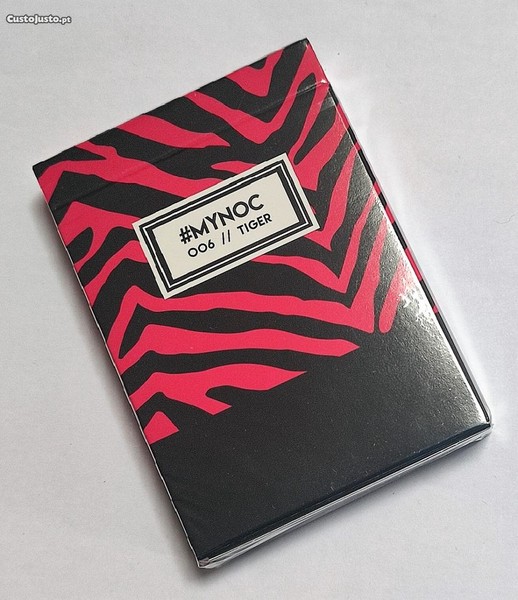 CustoJusto.pt
#MYNOC
006 // TIGER